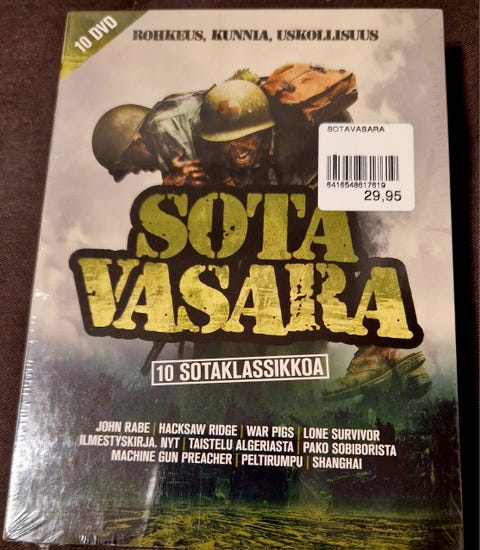 10 DVD
ROHKEUS, KUNNIA, USKOLLISUUS
SOTAVASARA
6416548617619
29,95
SOTA
VASARA
10 SOTAKLASSIKKOA
JOHN RABE | HACKSAW RIDGE | WAR PIGS | LONE SURVIVOR
ILMESTYSKIRJA. NYT | TAISTELU ALGERIASTA | PAKO SOBIBORISTA
MACHINE GUN PREACHER | PELTIRUMPU | SHANGHAI